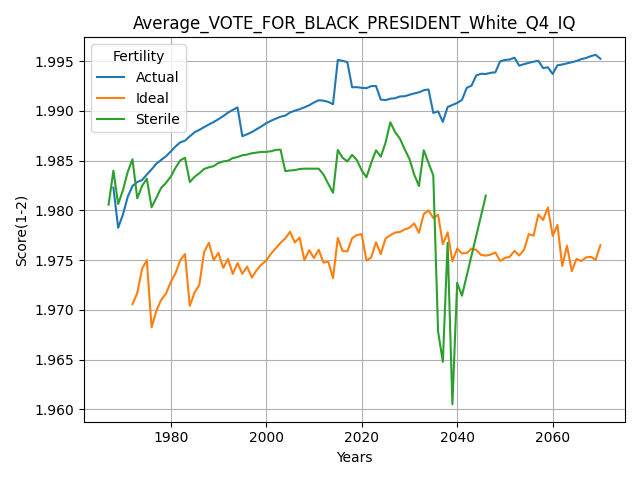 Average_VOTE_FOR_BLACK_PRESIDENT_White_Q4_IQ
Fertility
Actual
Ideal
Sterile
Score(1-2)
1.995
1.990
1.985
1.980
1.975
1.970
1.965
1.960
1980 2000 2020 2040 2060
Years